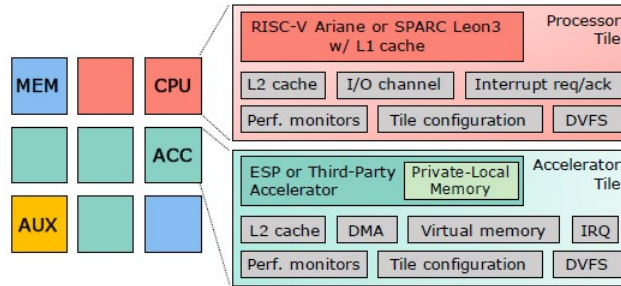 MEM
CPU
ACC
AUX
RISC-V Ariane or SPARC Leon3
w/ L1 cache
Processor
Tile
L2 cache
I/O channel
Interrupt req/ack
Perf. monitors
Tile configuration
DVFS
ESP or Third-Party
Accelerator
Private-Local
Memory
Accelerator
Tile
L2 cache
DMA
Virtual memory
IRQ
Perf. monitors
Tile configuration
DVFS